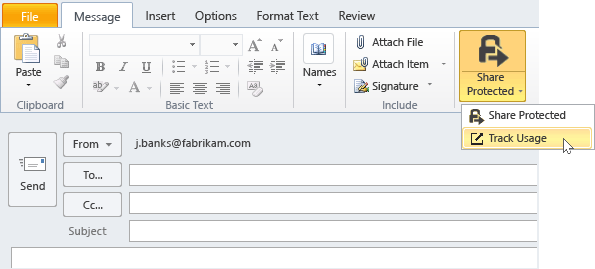 File Message Insert Options Format Text Review
Paste
Clipboard
B I U A
Basic Text
Names
Attach File
Attach Item
Signature
Include
Share
Protected
Share Protected
Track Usage
Send
From j.banks@fabrikam.com
To...
Cc...
Subject